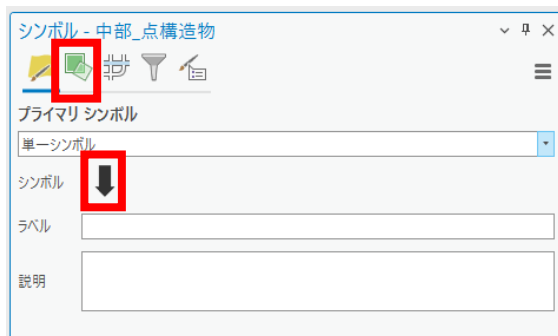 シンボル - 中部_点構造物
プライマリ シンボル
単一シンボル
シンボル
ラベル
説明